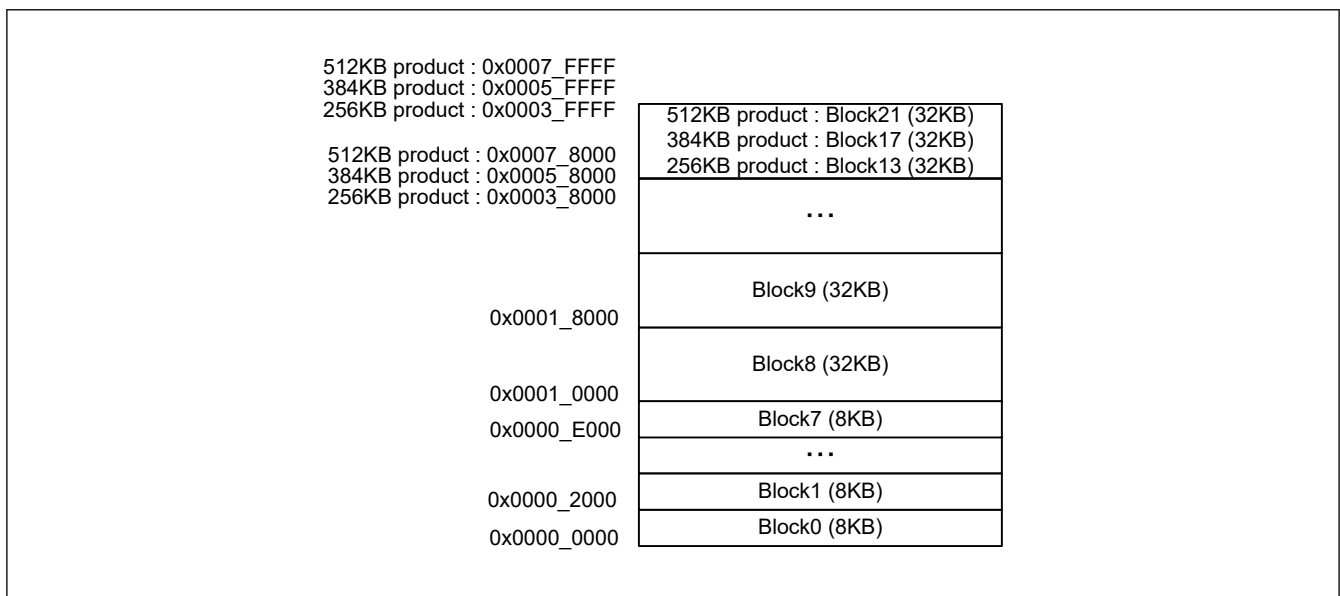 512KB product : 0x0007_FFFF
384KB product : 0x0005_FFFF
256KB product : 0x0003_FFFF
512KB product : Block21 (32KB)
384KB product : Block17 (32KB)
256KB product : Block13 (32KB)
512KB product : 0x0007_8000
384KB product : 0x0005_8000
256KB product : 0x0003_8000
...
Block9 (32KB)
0x0001_8000
Block8 (32KB)
0x0001_0000
Block7 (8KB)
0x0000_E000
...
Block1 (8KB)
0x0000_2000
Block0 (8KB)
0x0000_0000